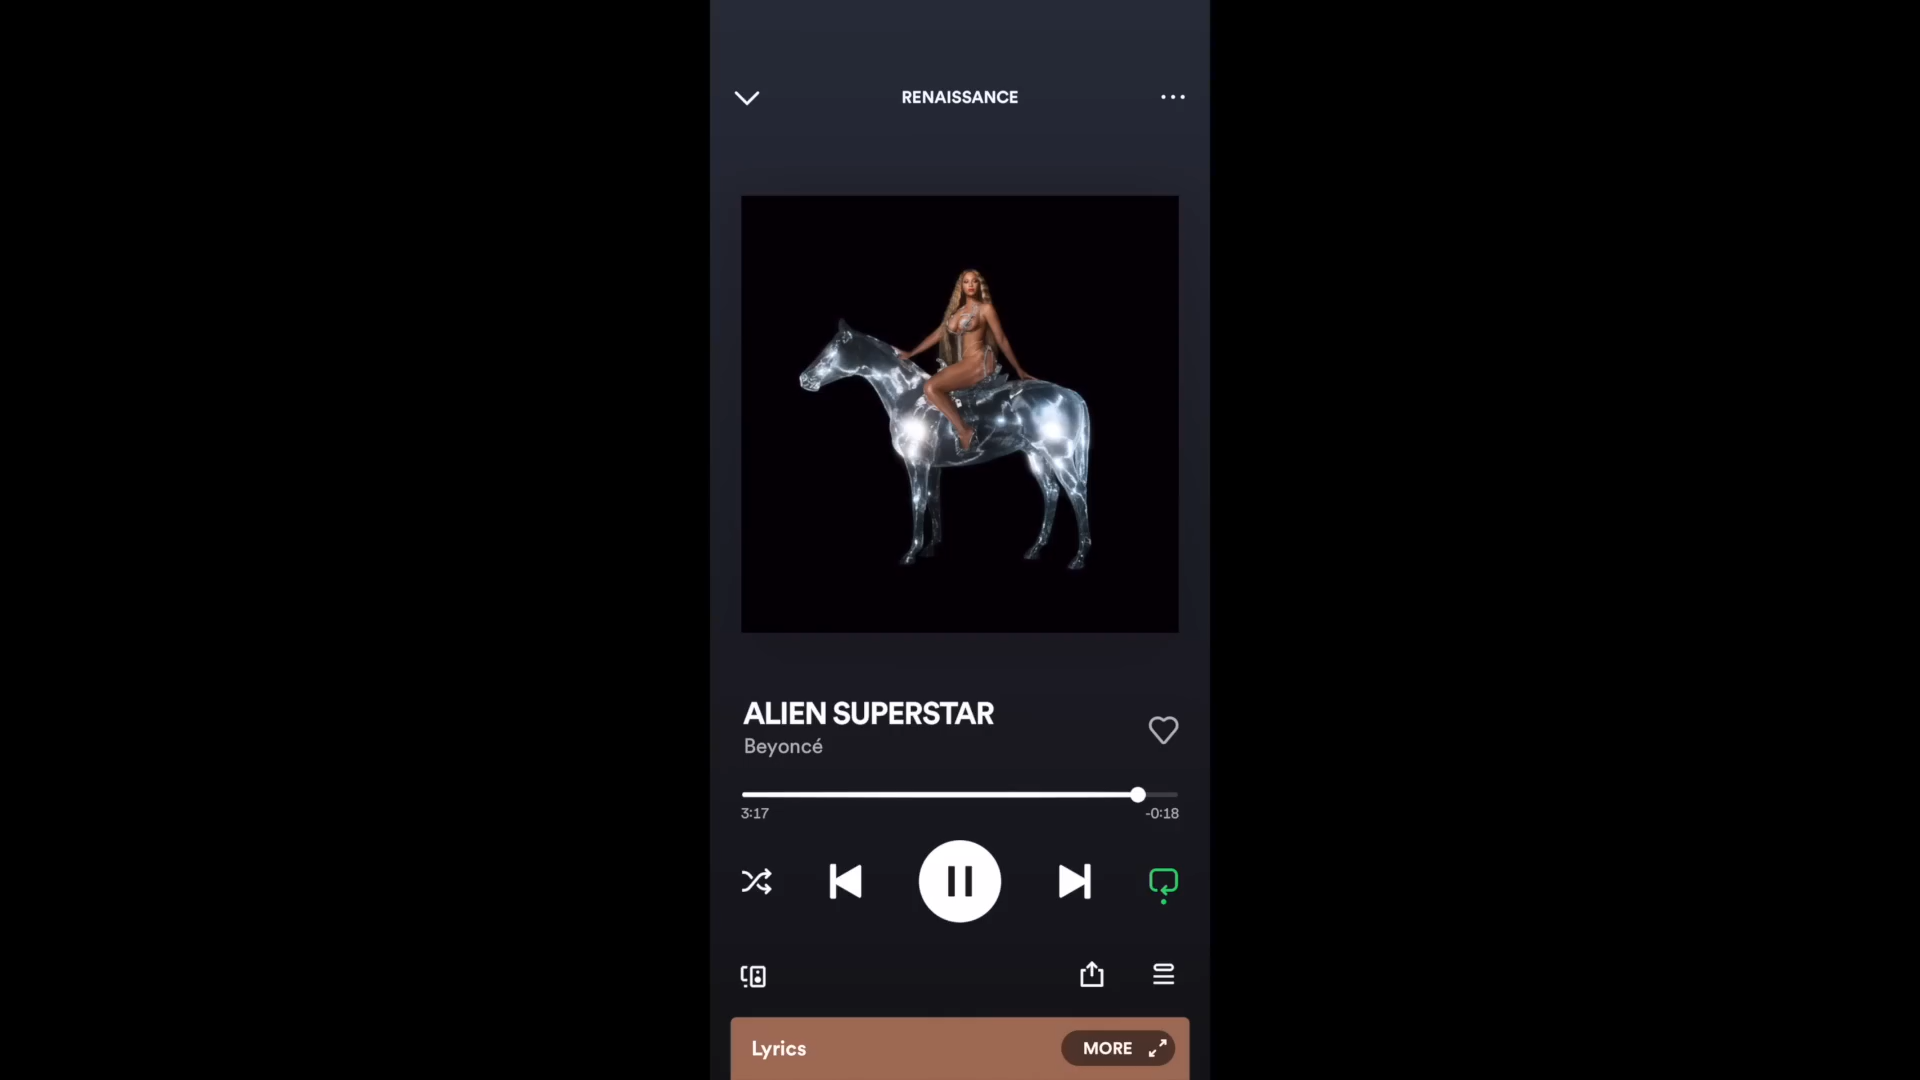 RENAISSANCE
ALIEN SUPERSTAR
Beyoncé
3:17
-0:18
Lyrics
MORE